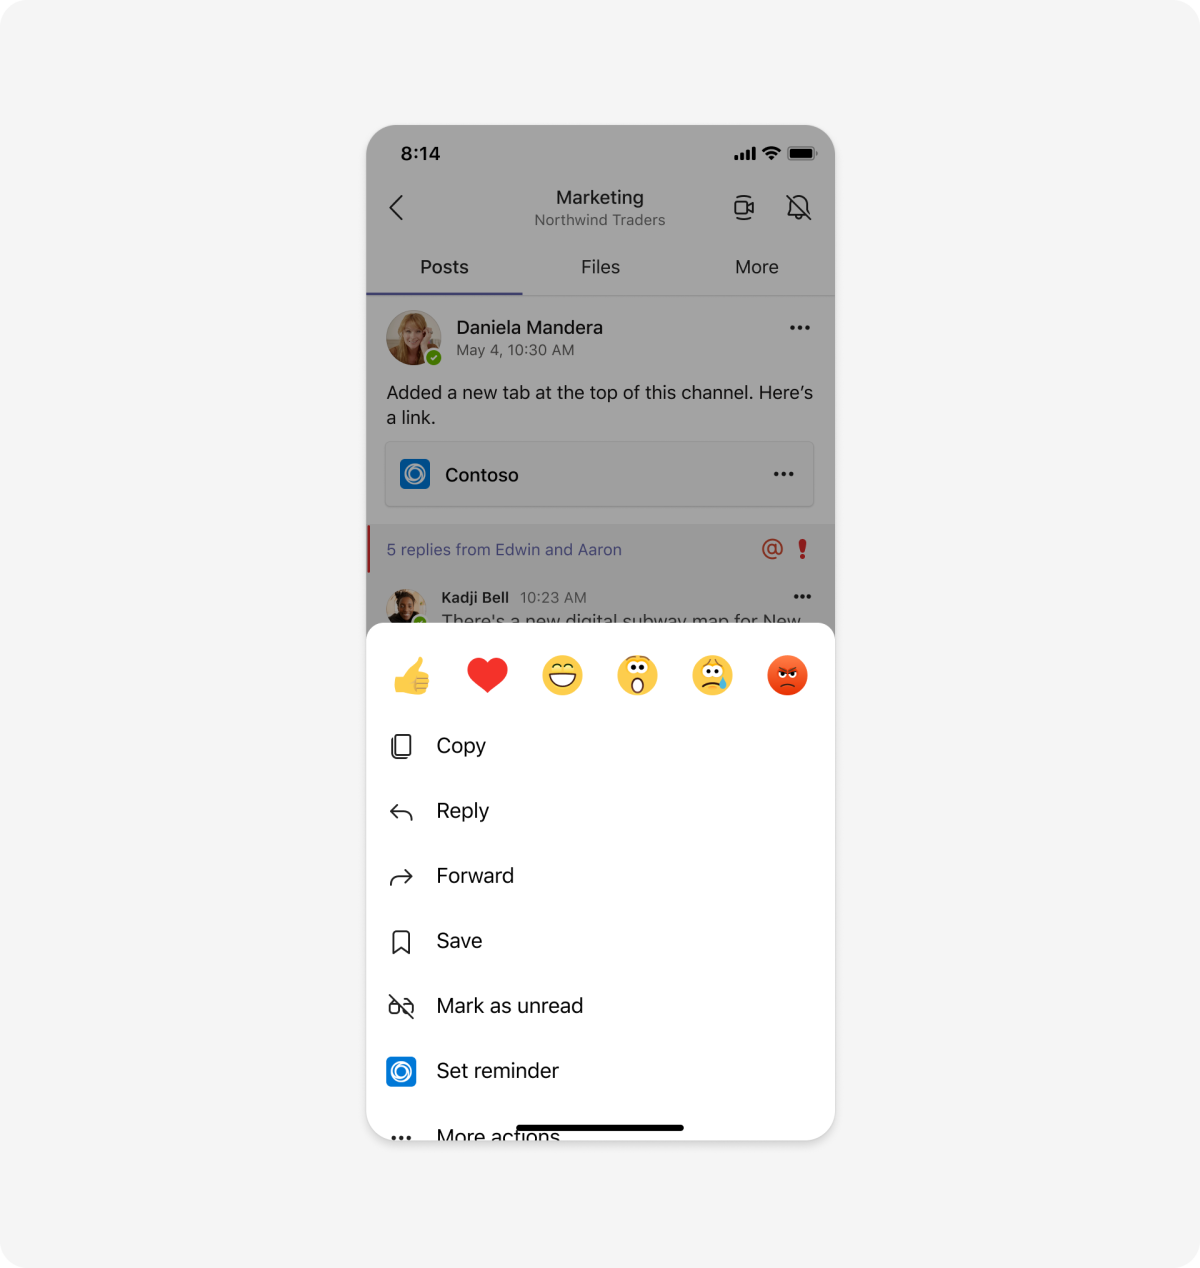 8:14
Marketing
Northwind Traders
Posts Files More
Daniela Mandera
May 4, 10:30 AM
Added a new tab at the top of this channel. Here’s
a link.
Contoso
5 replies from Edwin and Aaron @ !
Kadji Bell 10:23 AM
There's a new digital subway map for New
Copy
Reply
Forward
Save
Mark as unread
Set reminder
More actions